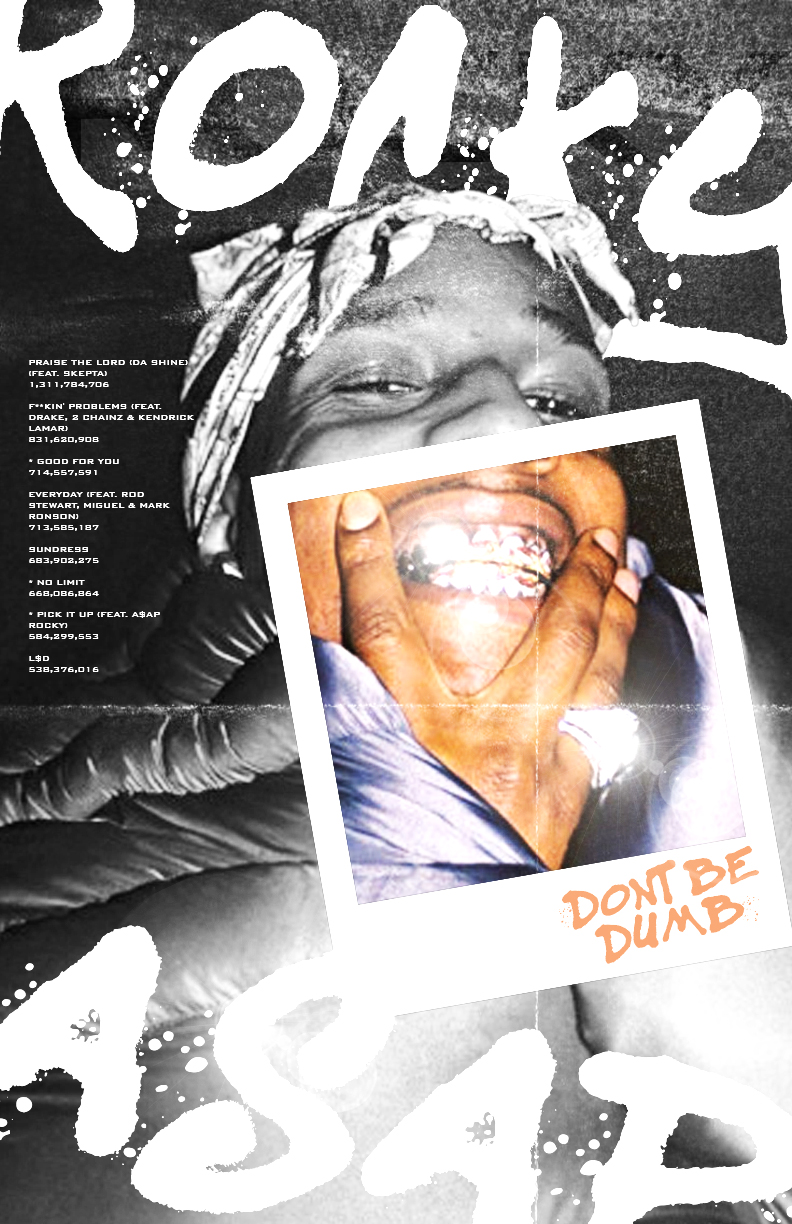 ROCKY
PRAISE THE LORD (DA SHINE)
(FEAT. SKEPTA)
1,311,784,706
F**KIN' PROBLEMS (FEAT.
DRAKE, 2 CHAINZ & KENDRICK
LAMAR)
831,620,908
* GOOD FOR YOU
714,557,591
EVERYDAY (FEAT. ROD
STEWART, MIGUEL & MARK
RONSON)
713,585,187
SUNDRESS
683,902,275
* NO LIMIT
668,086,864
* PICK IT UP (FEAT. A$AP
ROCKY)
584,299,553
L$D
538,376,016
DONT BE
DUMB
ASAP